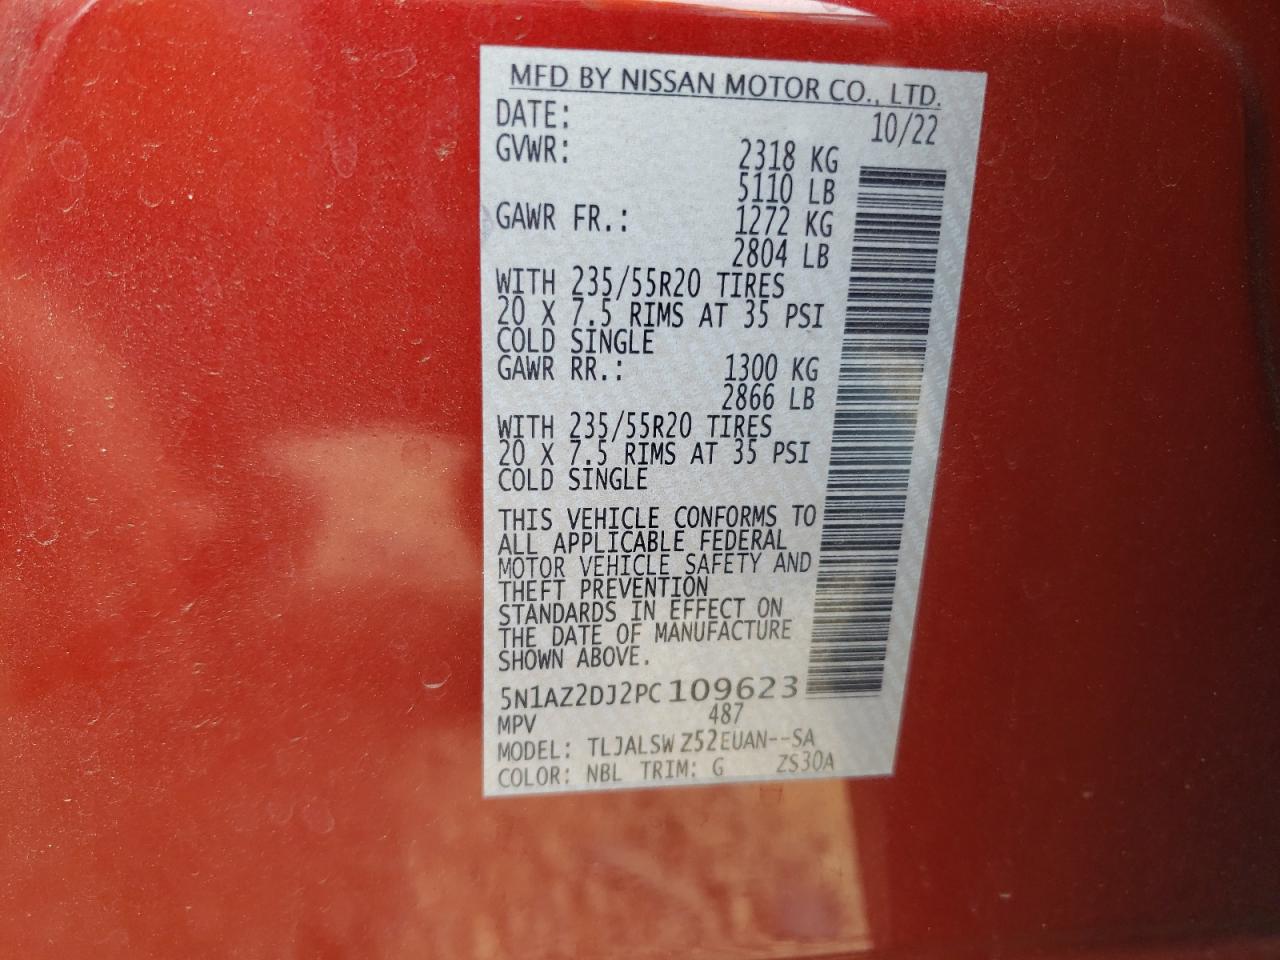 MFD BY NISSAN MOTOR CO., LTD.
DATE: 10/22
GVWR: 2318 KG
5110 LB
GAWR FR.: 1272 KG
2804 LB
WITH 235/55R20 TIRES
20 X 7.5 RIMS AT 35 PSI
COLD SINGLE
GAWR RR.: 1300 KG
2866 LB
WITH 235/55R20 TIRES
20 X 7.5 RIMS AT 35 PSI
COLD SINGLE
THIS VEHICLE CONFORMS TO
ALL APPLICABLE FEDERAL
MOTOR VEHICLE SAFETY AND
THEFT PREVENTION
STANDARDS IN EFFECT ON
THE DATE OF MANUFACTURE
SHOWN ABOVE.
5N1AZ2DJ2PC109623
MPV 487
MODEL: TLJALSWZ52EUAN--SA
COLOR: NBL TRIM: G ZS30A